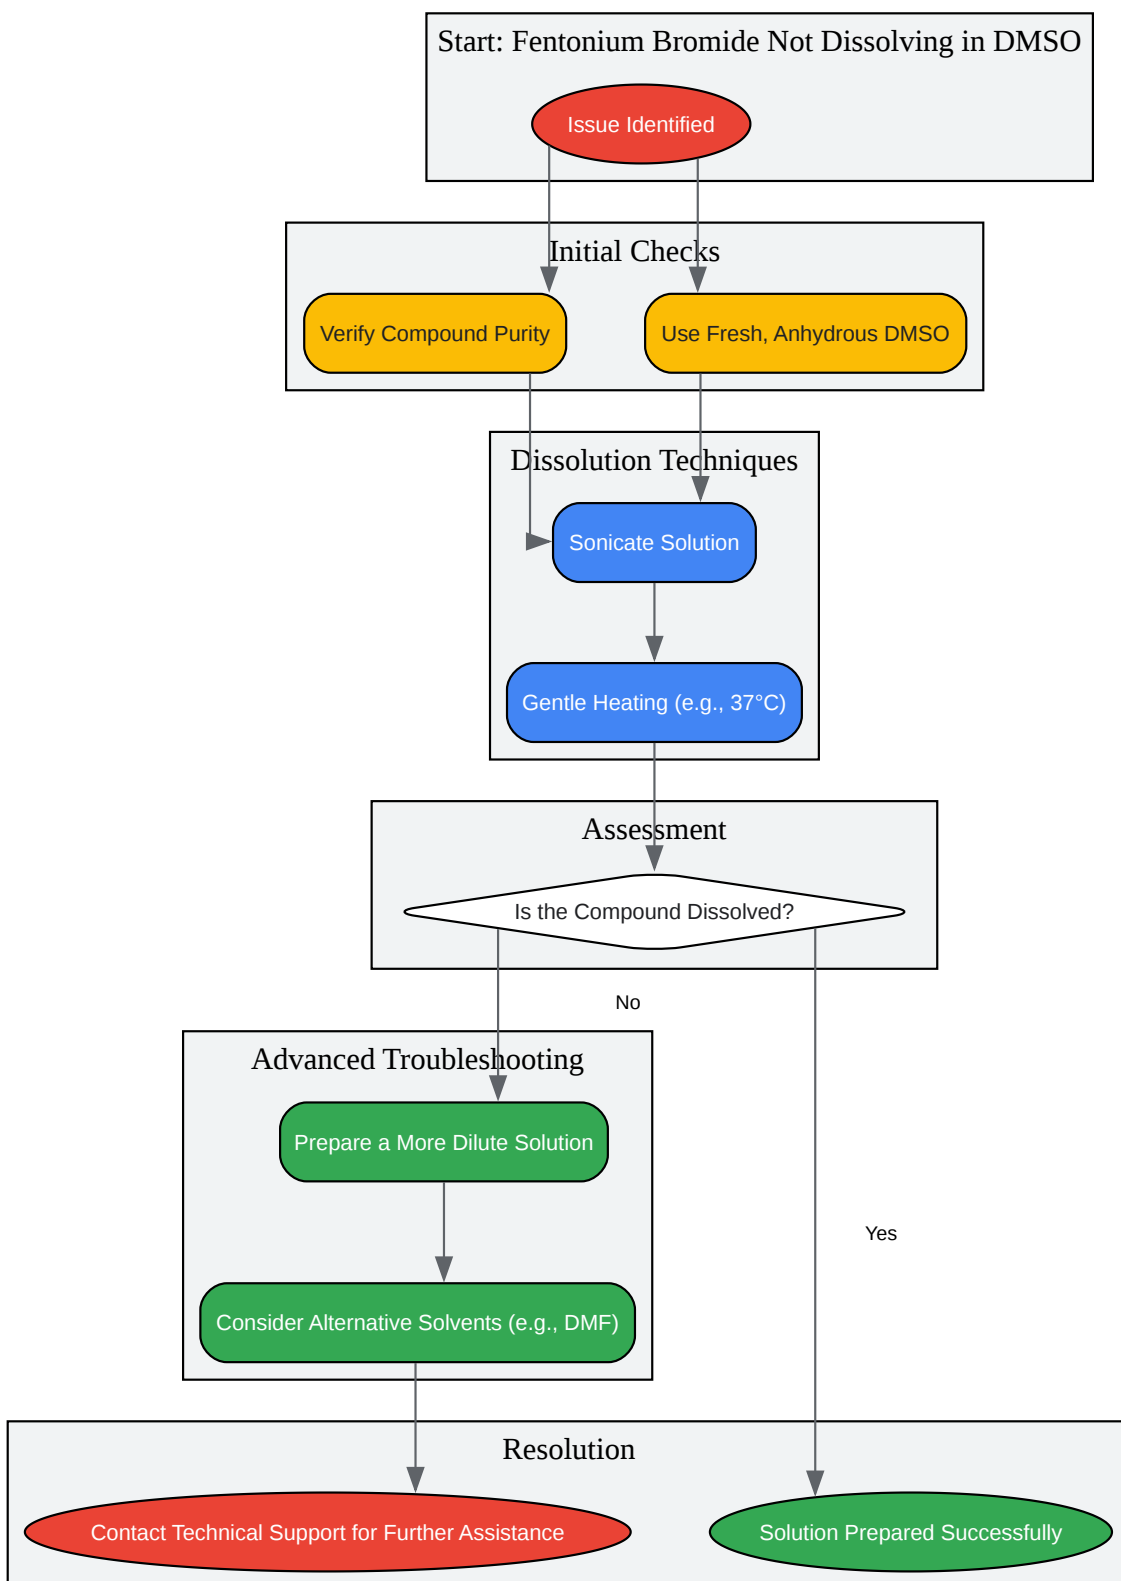 Start: Fentonium Bromide Not Dissolving in DMSO
Issue Identified
Initial Checks
Verify Compound Purity
Use Fresh, Anhydrous DMSO
Dissolution Techniques
Sonicate Solution
Gentle Heating (e.g., 37°C)
Assessment
Is the Compound Dissolved?
No
Advanced Troubleshooting
Prepare a More Dilute Solution
Yes
Consider Alternative Solvents (e.g., DMF)
Resolution
Contact Technical Support for Further Assistance
Solution Prepared Successfully